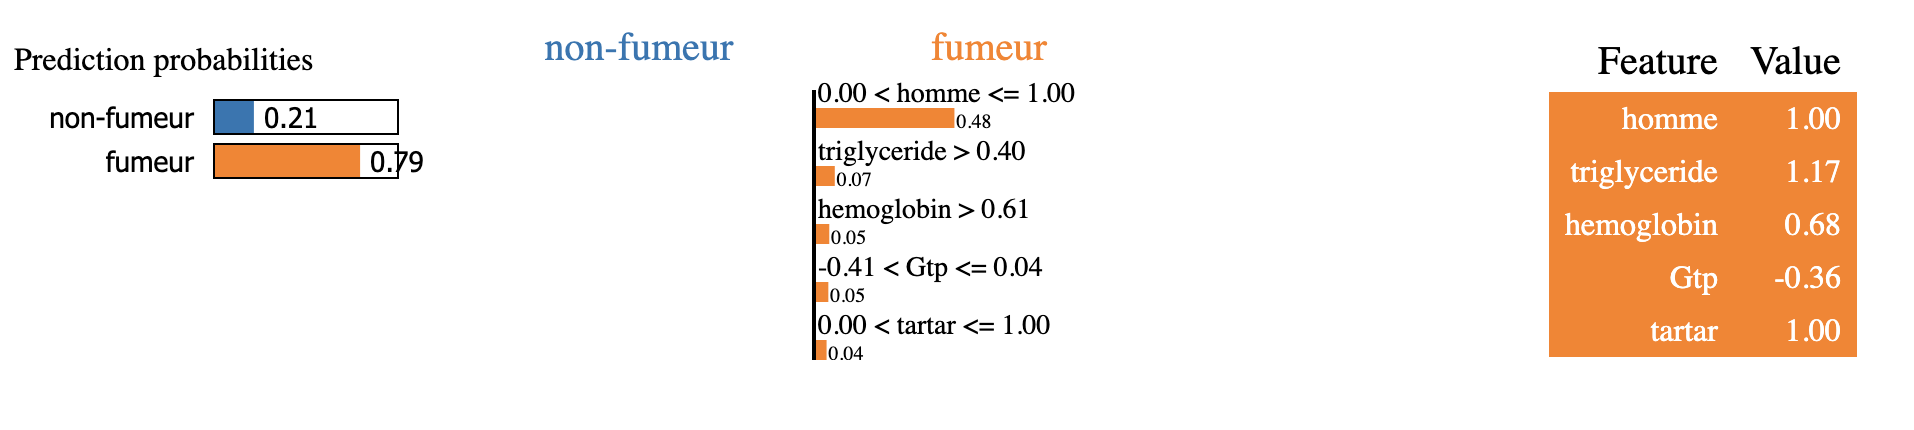 Prediction probabilities
non-fumeur 0.21
fumeur 0.79
non-fumeur fumeur
0.00 < homme <= 1.00
0.48
triglyceride > 0.40
0.07
hemoglobin > 0.61
0.05
-0.41 < Gtp <= 0.04
0.05
0.00 < tartar <= 1.00
0.04
Feature Value
homme 1.00
triglyceride 1.17
hemoglobin 0.68
Gtp -0.36
tartar 1.00